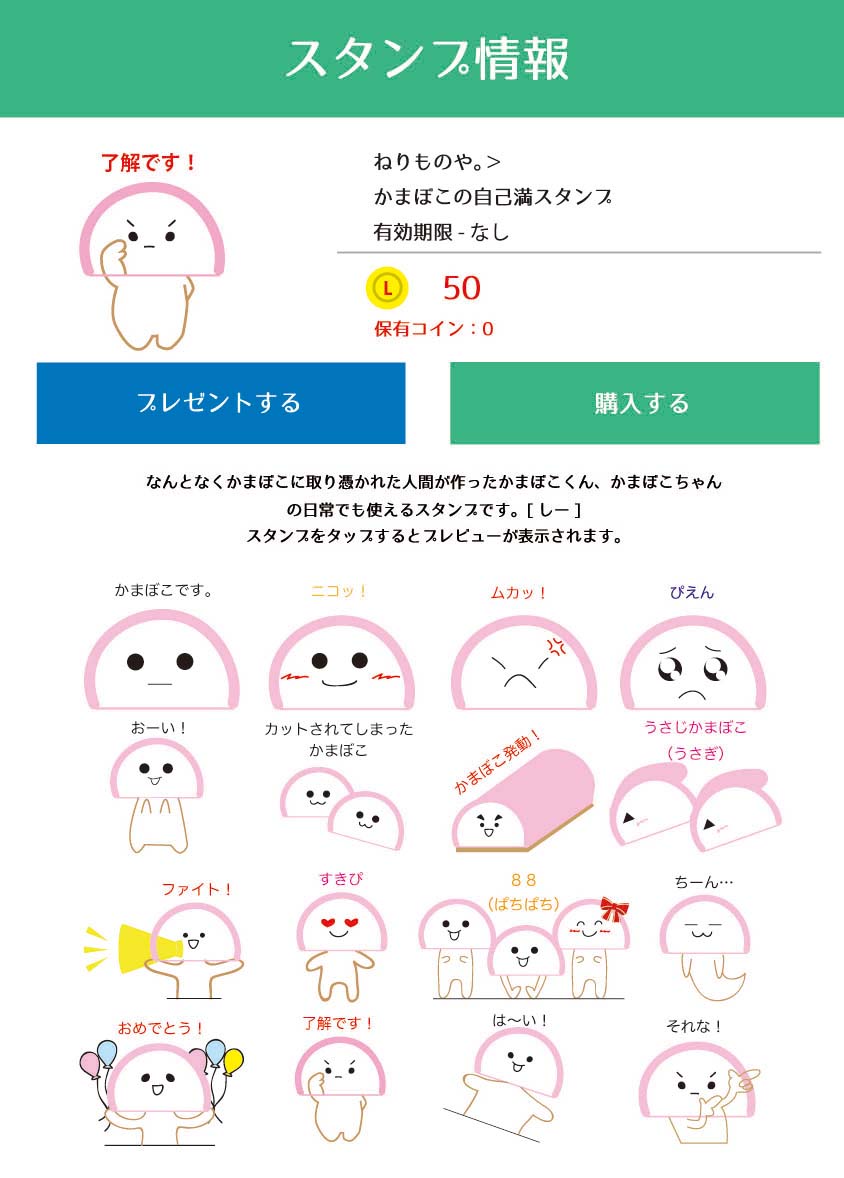 スタンプ情報
了解です！
ねりものや。>
かまぼこの自己満スタンプ
有効期限 - なし
L 50
保有コイン：0
プレゼントする
購入する
なんとなくかまぼこに取り憑かれた人間が作ったかまぼこくん、かまぼこちゃん
の日常でも使えるスタンプです。[ しー ]
スタンプをタップするとプレビューが表示されます。
かまぼこです。
ニコッ！
ムカッ！
ぴえん
おーい！
カットされてしまった
かまぼこ
かまぼこ発動！
うさじかまぼこ
（うさぎ）
ファイト！
すきぴ
８８
（ぱちぱち）
ちーん…
おめでとう！
了解です！
は〜い！
それな！